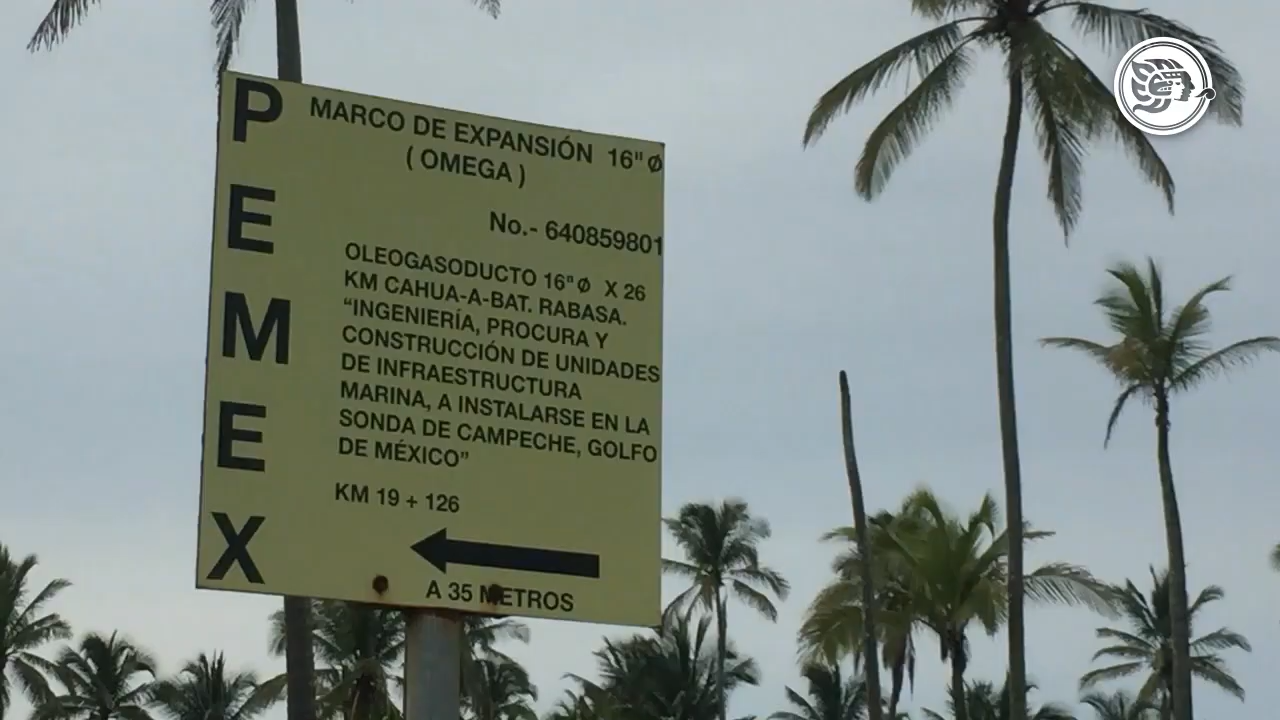 PEMEX
MARCO DE EXPANSIÓN 16" Ø
( OMEGA )
No.- 640859801
OLEOGASODUCTO 16" Ø X 26
KM CAHUA-A-BAT. RABASA.
“INGENIERÍA, PROCURA Y
CONSTRUCCIÓN DE UNIDADES
DE INFRAESTRUCTURA
MARINA, A INSTALARSE EN LA
SONDA DE CAMPECHE, GOLFO
DE MÉXICO”
KM 19 + 126
A 35 METROS